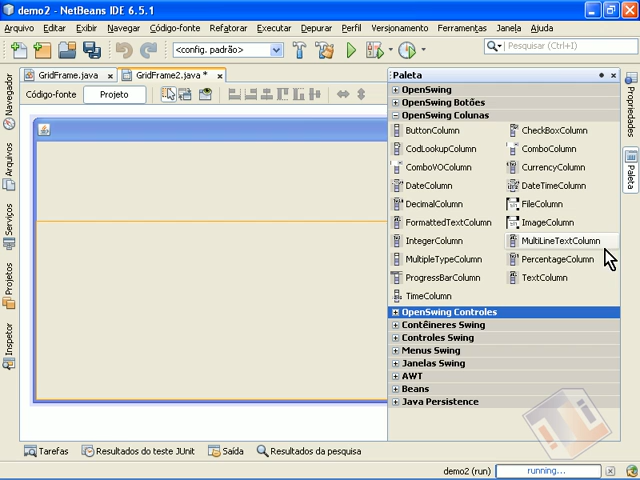 demo2 - NetBeans IDE 6.5.1
Arquivo Editar Exibir Navegar Código-fonte Refatorar Executar Depurar Perfil Equipe Versionamento Ferramentas Janela Ajuda
<config. padrão> Pesquisar (Ctrl+I)
GridFrame.java x GridFrame2.java * x
Código-fonte Projeto
Paleta
OpenSwing
OpenSwing Botões
OpenSwing Colunas
ButtonColumn CheckBoxColumn
CodLookupColumn ComboColumn
ComboVOColumn CurrencyColumn
DateColumn DateTimeColumn
DecimalColumn FileColumn
FormattedTextColumn ImageColumn
IntegerColumn MultiLineTextColumn
MultipleTypeColumn PercentageColumn
ProgressBarColumn TextColumn
TimeColumn
OpenSwing Controles
Contêineres Swing
Controles Swing
Menus Swing
Janelas Swing
AWT
Beans
Java Persistence
Navegador
Arquivos
Serviços
Projetos
Inspetor
Propriedades
Paleta
Tarefas Resultados do teste JUnit Saída Resultados da pesquisa
demo2 (run) running...